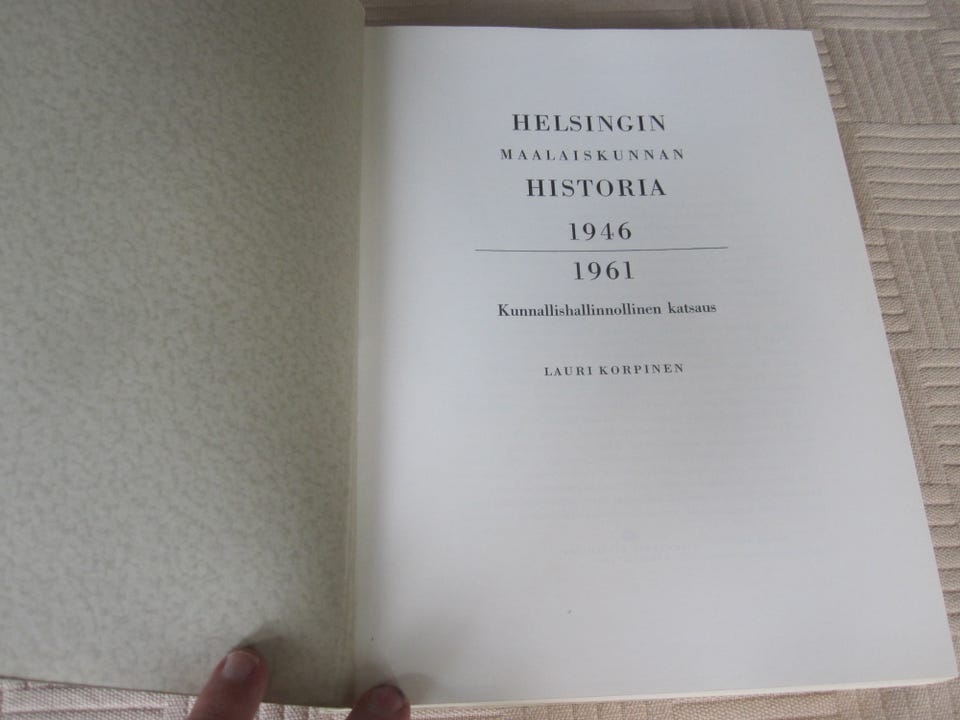 HELSINGIN
MAALAISKUNNAN
HISTORIA
1946
1961
Kunnallishallinnollinen katsaus
LAURI KORPINEN